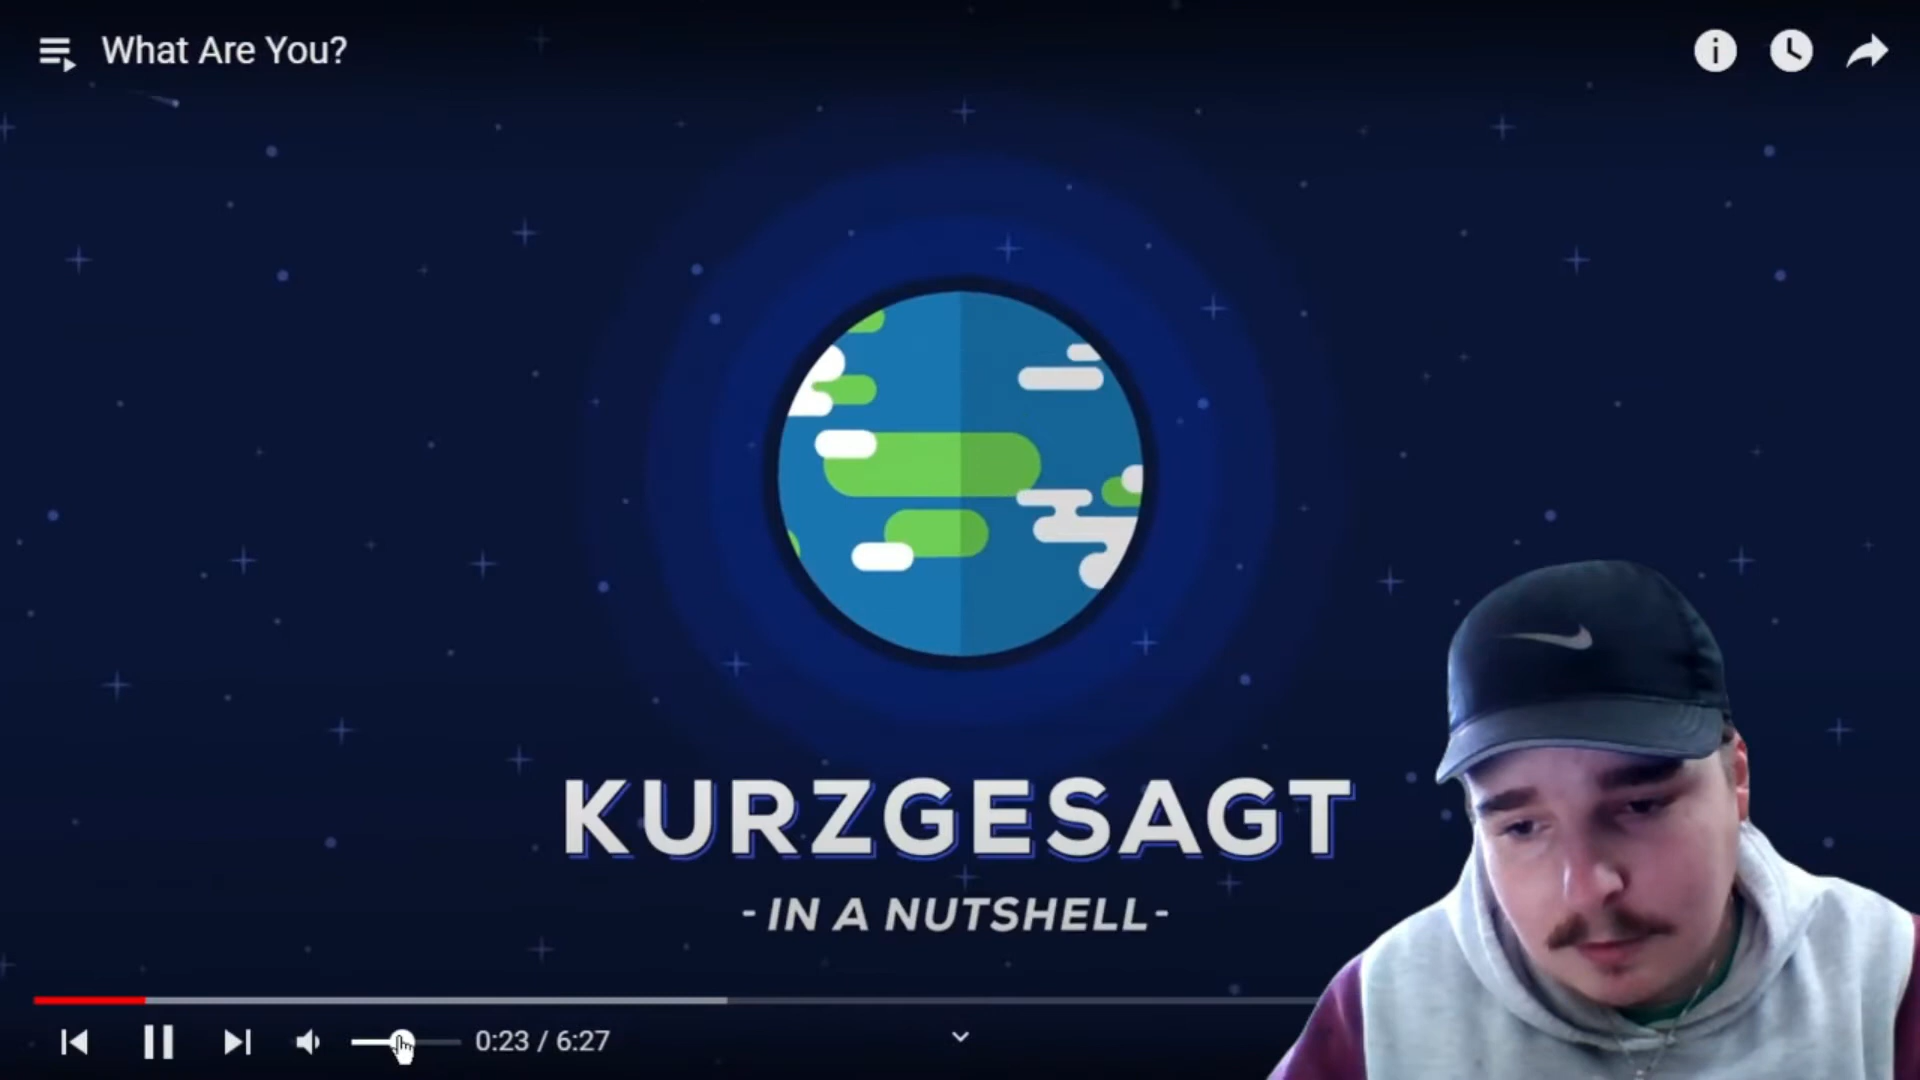 What Are You?
KURZGESAGT
- IN A NUTSHELL -
0:23 / 6:27